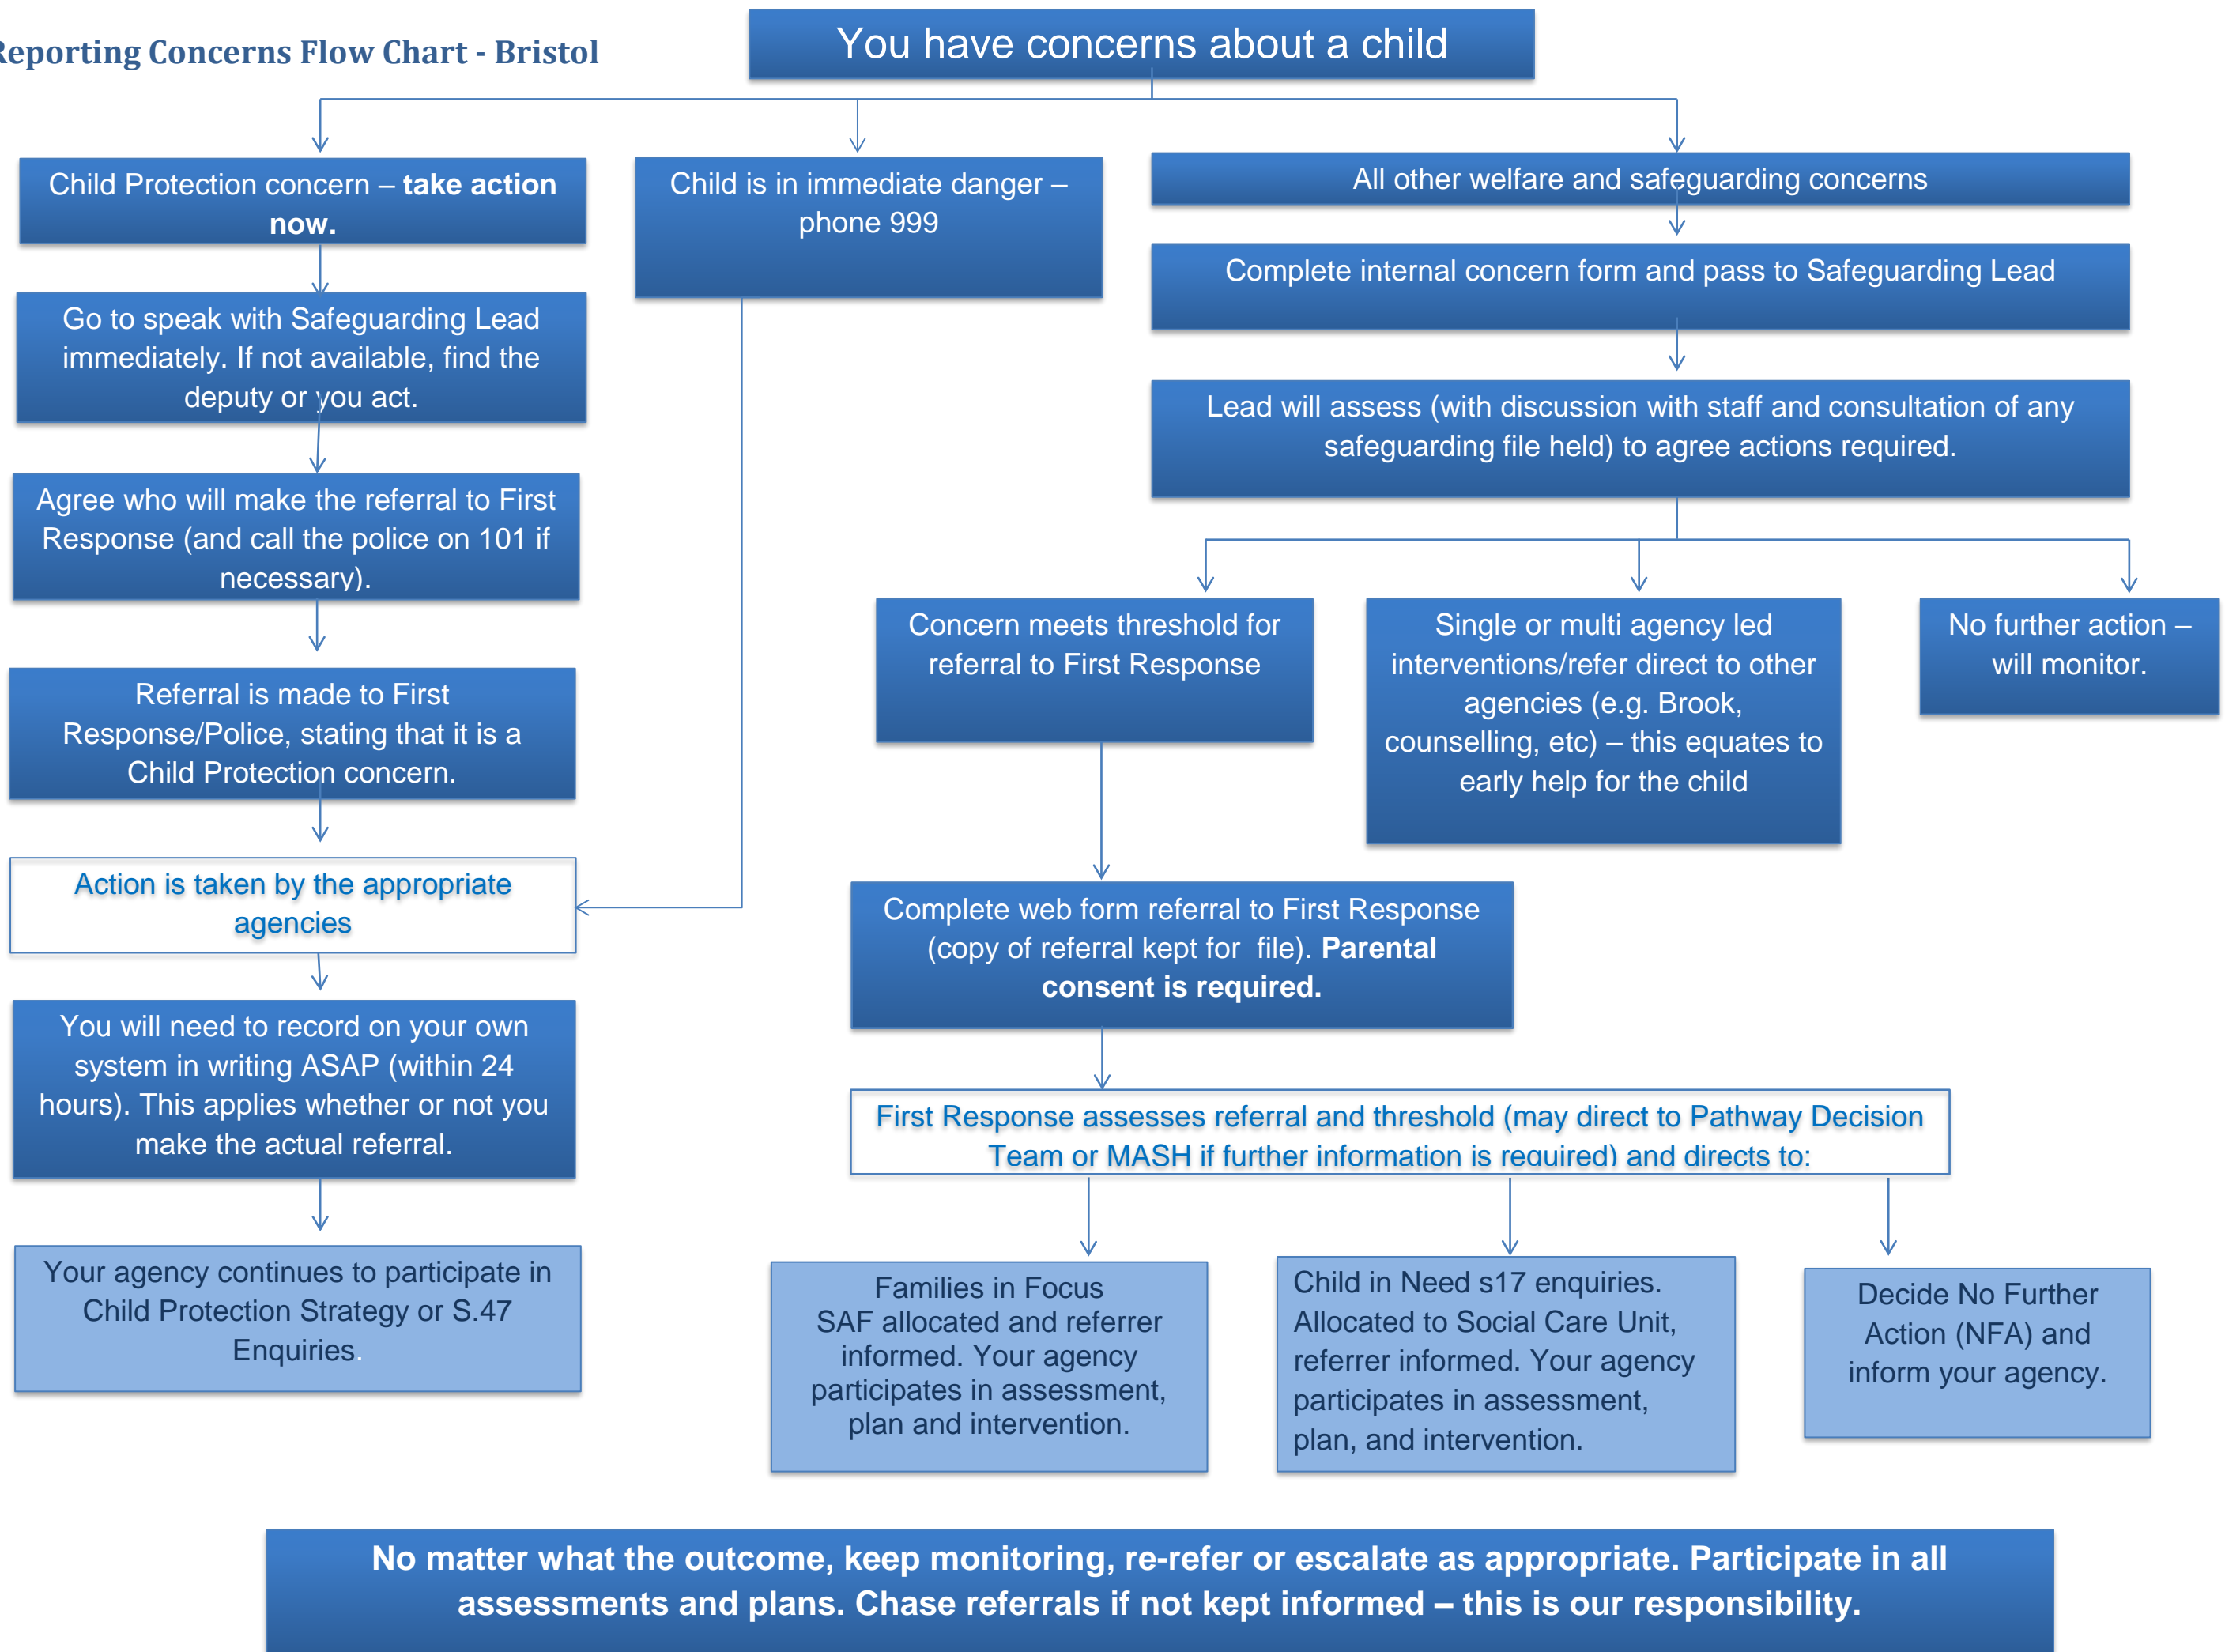 Reporting Concerns Flow Chart - Bristol
You have concerns about a child
Child Protection concern – take action
now.
Child is in immediate danger –
phone 999
All other welfare and safeguarding concerns
Go to speak with Safeguarding Lead
immediately. If not available, find the
deputy or you act.
Complete internal concern form and pass to Safeguarding Lead
Lead will assess (with discussion with staff and consultation of any
safeguarding file held) to agree actions required.
Agree who will make the referral to First
Response (and call the police on 101 if
necessary).
Concern meets threshold for
referral to First Response
Single or multi agency led
interventions/refer direct to other
agencies (e.g. Brook,
counselling, etc) – this equates to
early help for the child
No further action –
will monitor.
Referral is made to First
Response/Police, stating that it is a
Child Protection concern.
Action is taken by the appropriate
agencies
Complete web form referral to First Response
(copy of referral kept for file). Parental
consent is required.
You will need to record on your own
system in writing ASAP (within 24
hours). This applies whether or not you
make the actual referral.
First Response assesses referral and threshold (may direct to Pathway Decision
Team or MASH if further information is required) and directs to:
Your agency continues to participate in
Child Protection Strategy or S.47
Enquiries.
Families in Focus
SAF allocated and referrer
informed. Your agency
participates in assessment,
plan and intervention.
Child in Need s17 enquiries.
Allocated to Social Care Unit,
referrer informed. Your agency
participates in assessment,
plan, and intervention.
Decide No Further
Action (NFA) and
inform your agency.
No matter what the outcome, keep monitoring, re-refer or escalate as appropriate. Participate in all
assessments and plans. Chase referrals if not kept informed – this is our responsibility.